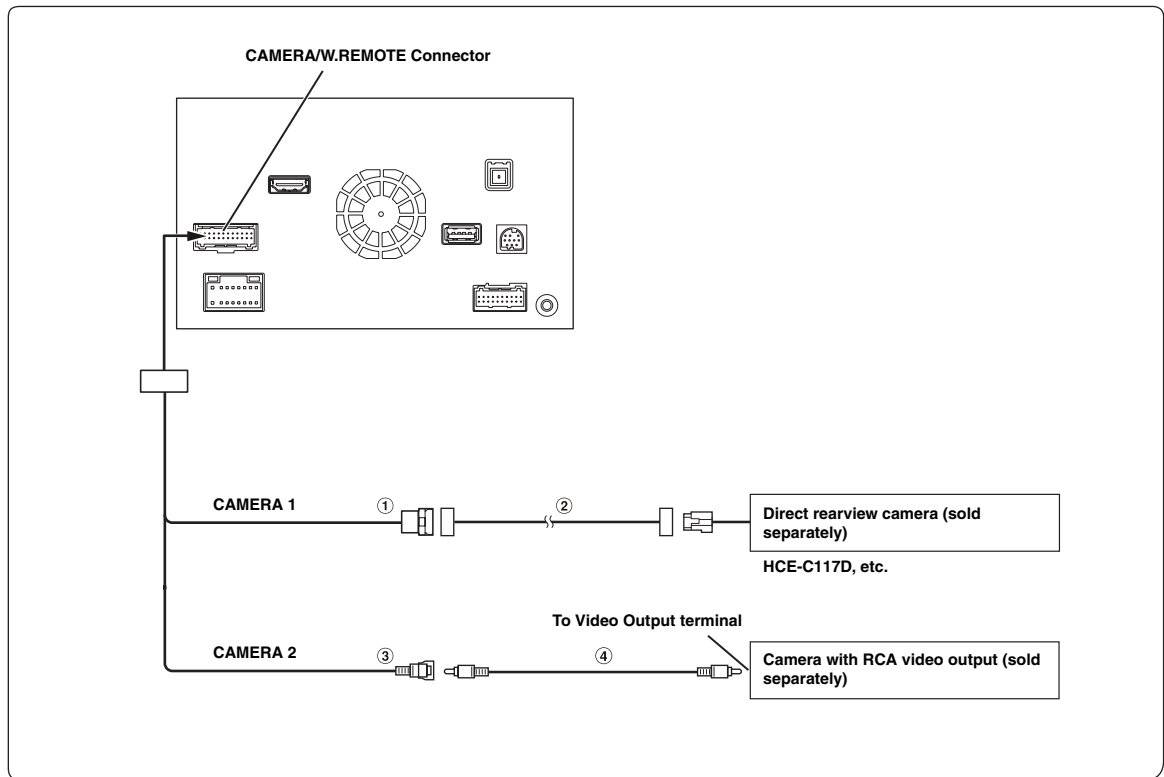 CAMERA/W.REMOTE Connector
CAMERA 1
①
②
Direct rearview camera (sold
separately)
HCE-C117D, etc.
To Video Output terminal
CAMERA 2
③
④
Camera with RCA video output (sold
separately)